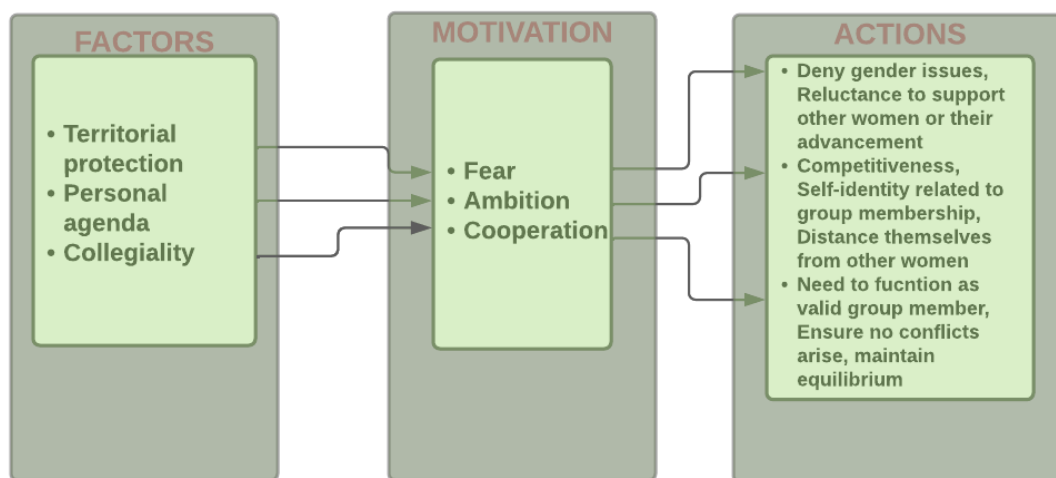 FACTORS
• Territorial
protection
• Personal
agenda
• Collegiality
MOTIVATION
• Fear
• Ambition
• Cooperation
ACTIONS
• Deny gender issues,
Reluctance to support
other women or their
advancement
• Competitiveness,
Self-identity related to
group membership,
Distance themselves
from other women
• Need to fucntion as
valid group member,
Ensure no conflicts
arise, maintain
equilibrium